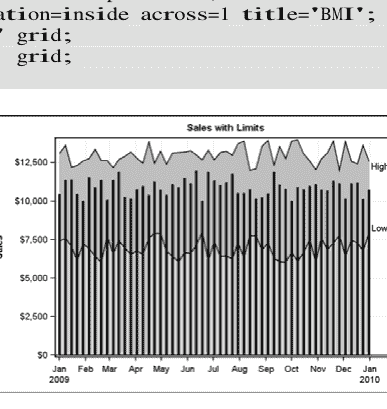 ation=inside across=1 title='BMI';
' grid;
grid;
Sales with Limits
$12,500
High
$10,000
Low
$7,500
$5,000
$2,500
$0
Jan Feb Mar Apr May Jun Jul Aug Sep Oct Nov Dec Jan
2009 2010